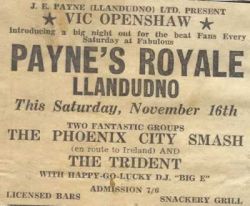 J. E. PAYNE (LLANDUDNO) LTD. PRESENT
★ VIC OPENSHAW ★
Introducing a big night out for the beat Fans Every
Saturday at Fabulous
PAYNE'S ROYALE
LLANDUDNO
This Saturday, November 16th
TWO FANTASTIC GROUPS
THE PHOENIX CITY SMASH
(en route to Ireland) AND
THE TRIDENT
WITH HAPPY-GO-LUCKY D.J. "BIG E"
ADMISSION 7/6
LICENSED BARS SNACKERY GRILL